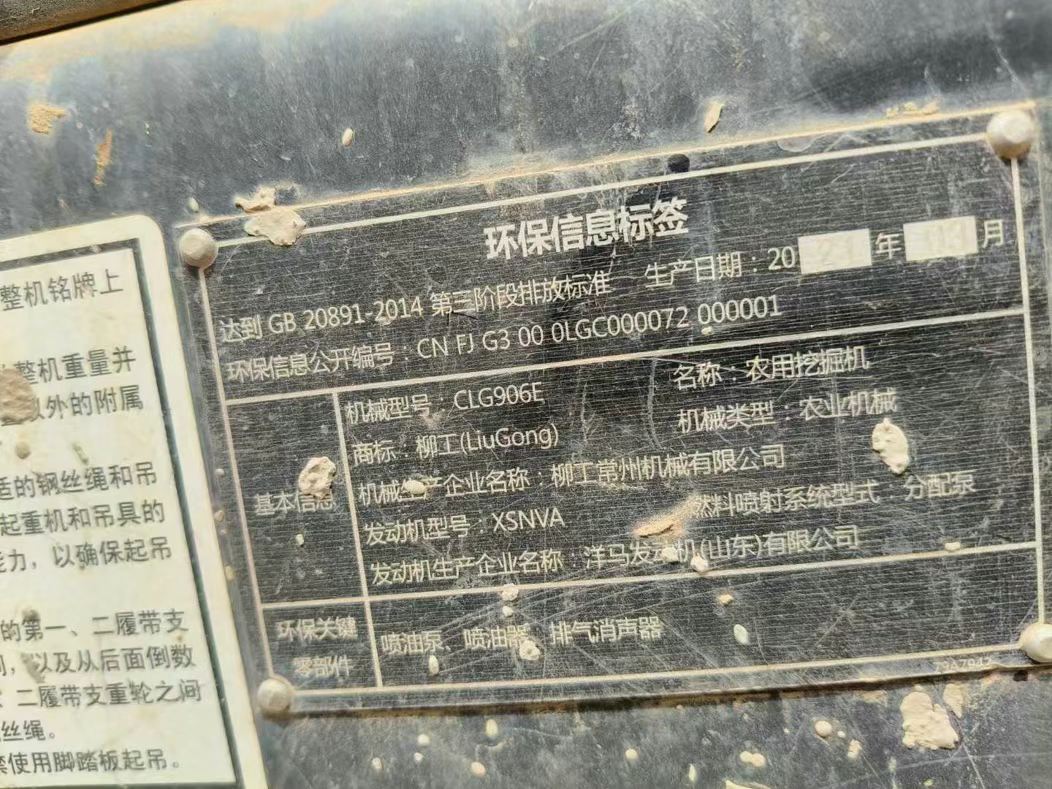 环保信息标签
达到 GB 20891-2014 第三阶段排放标准 生产日期：2021年 月
环保信息公开编号：CN FJ G3 00 0LGC000072 000001
基本信息
机械型号：CLG906E 名称：农用挖掘机
商标：柳工(LiuGong) 机械类型：农业机械
机械生产企业名称：柳工常州机械有限公司
发动机型号：XSNVA 燃料喷射系统型式：分配泵
发动机生产企业名称：洋马发动机(山东)有限公司
环保关键
零部件
喷油泵、喷油器、排气消声器
整机铭牌上
整机重量并
以外的附属
适的钢丝绳和吊
起重机和吊具的
能力，以确保起吊
的第一、二履带支
间，以及从后面倒数
二履带支重轮之间
丝绳。
禁使用脚踏板起吊。